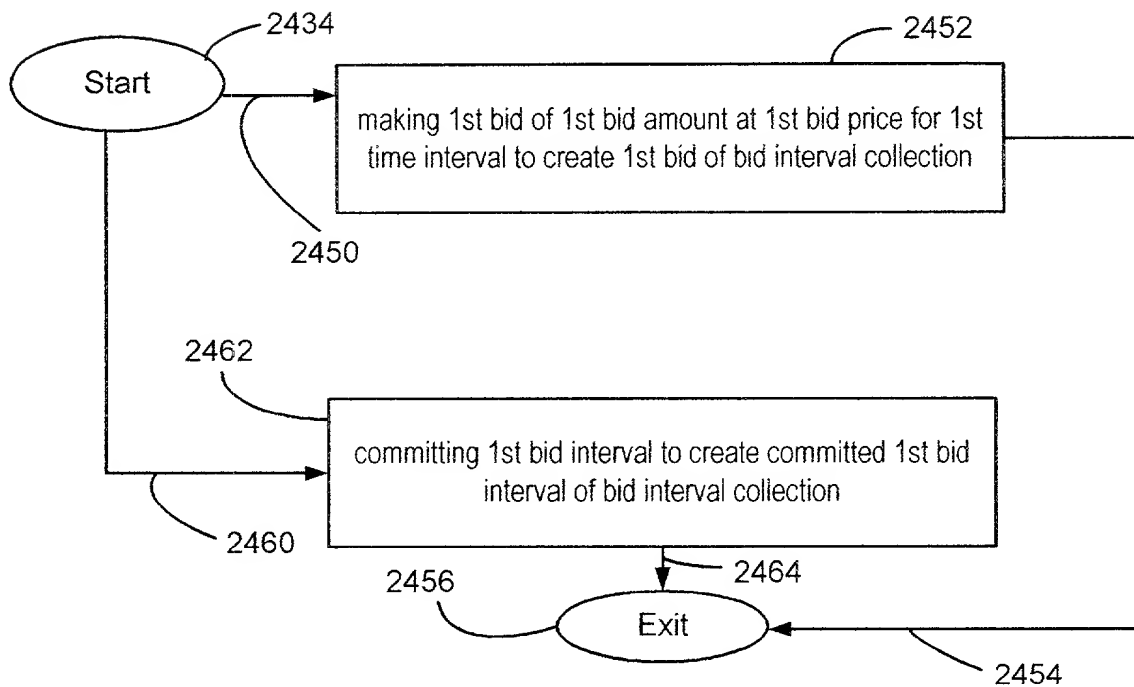 2434
Start
2452
making 1st bid of 1st bid amount at 1st bid price for 1st
time interval to create 1st bid of bid interval collection
2450
2462
committing 1st bid interval to create committed 1st bid
interval of bid interval collection
2460
2464
2456
Exit
2454